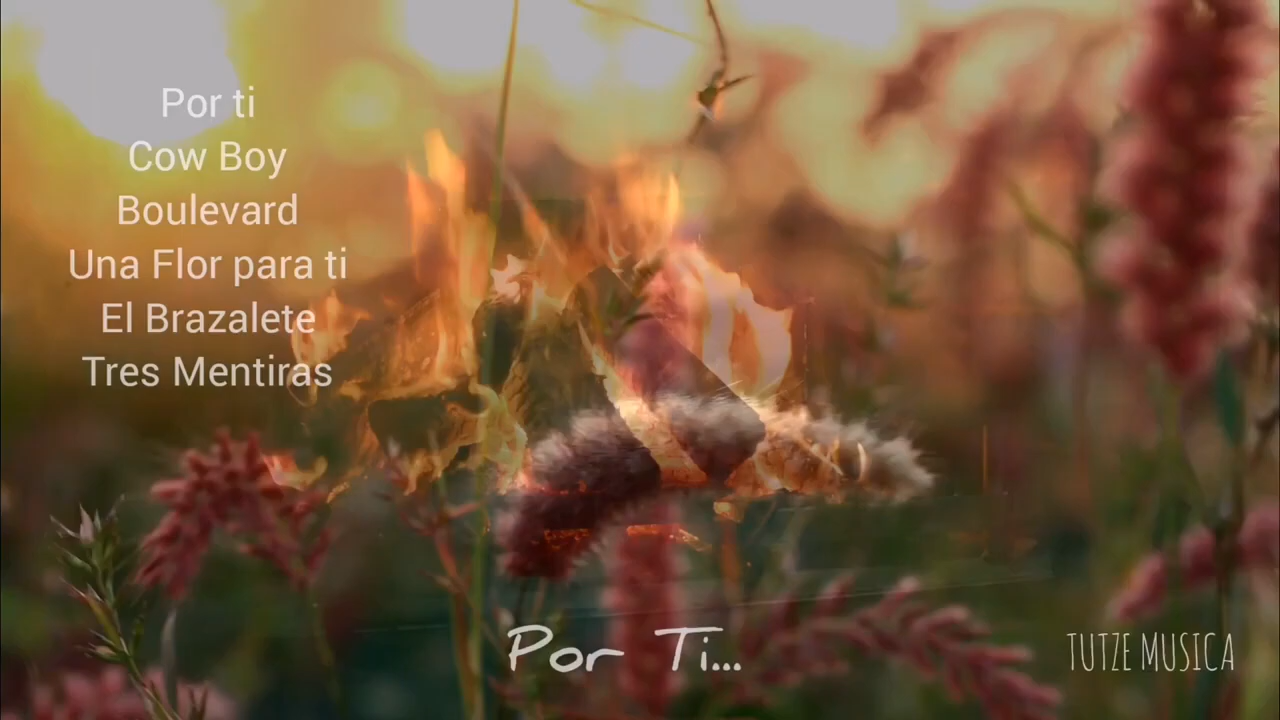 Por ti
Cow Boy
Boulevard
Una Flor para ti
El Brazalete
Tres Mentiras
Por Ti...
TUTZE MUSICA